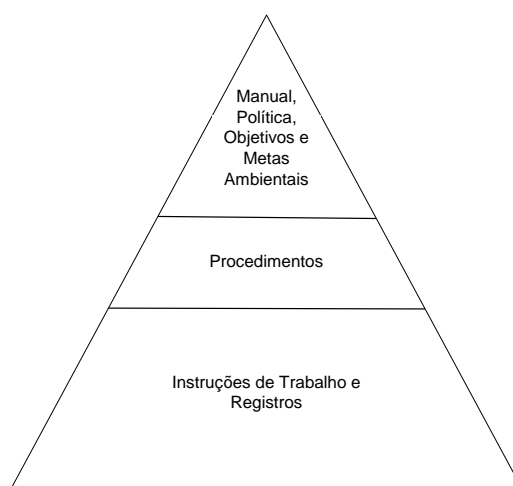 Manual,
Política,
Objetivos e
Metas
Ambientais
Procedimentos
Instruções de Trabalho e
Registros